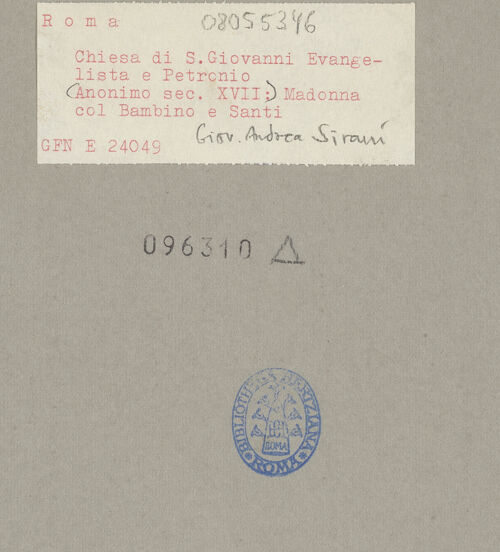 Roma 08055346
Chiesa di S.Giovanni Evange-
lista e Petronio
(Anonimo sec. XVII:) Madonna
col Bambino e Santi
GFN E 24049 Giov. Andrea Sirani
096310
BIBLIOTHECA HERTZIANA
ROMA
ROMA